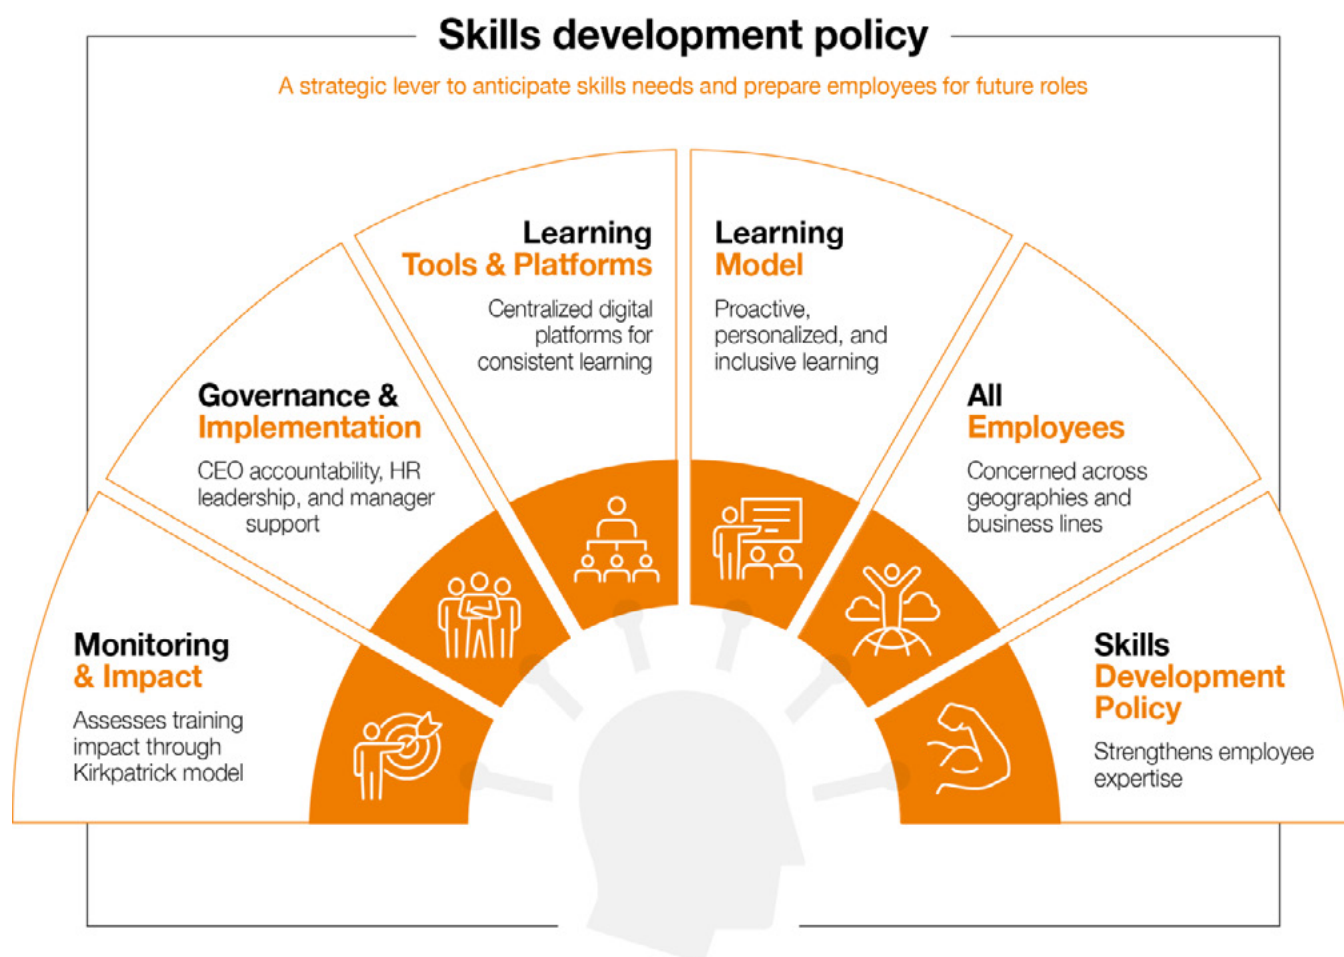 Skills development policy
A strategic lever to anticipate skills needs and prepare employees for future roles
Monitoring
& Impact
Assesses training
impact through
Kirkpatrick model
Governance &
Implementation
CEO accountability, HR
leadership, and manager
support
Learning
Tools & Platforms
Centralized digital
platforms for
consistent learning
Learning
Model
Proactive,
personalized, and
inclusive learning
All
Employees
Concerned across
geographies and
business lines
Skills
Development
Policy
Strengthens employee
expertise